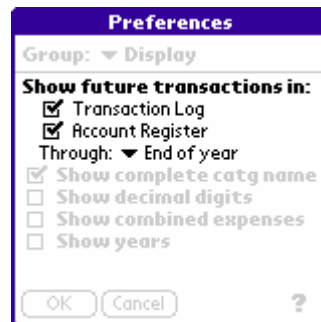 Preferences
Group: Display
Show future transactions in:
Transaction Log
Account Register
Through: End of year
Show complete catg name
Show decimal digits
Show combined expenses
Show years
OK Cancel ?